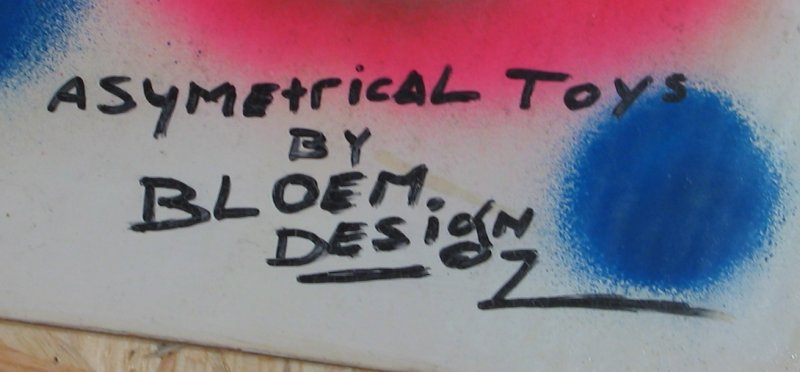 ASYMEtriCAL Toys
BY
BLOEM.
DESigN